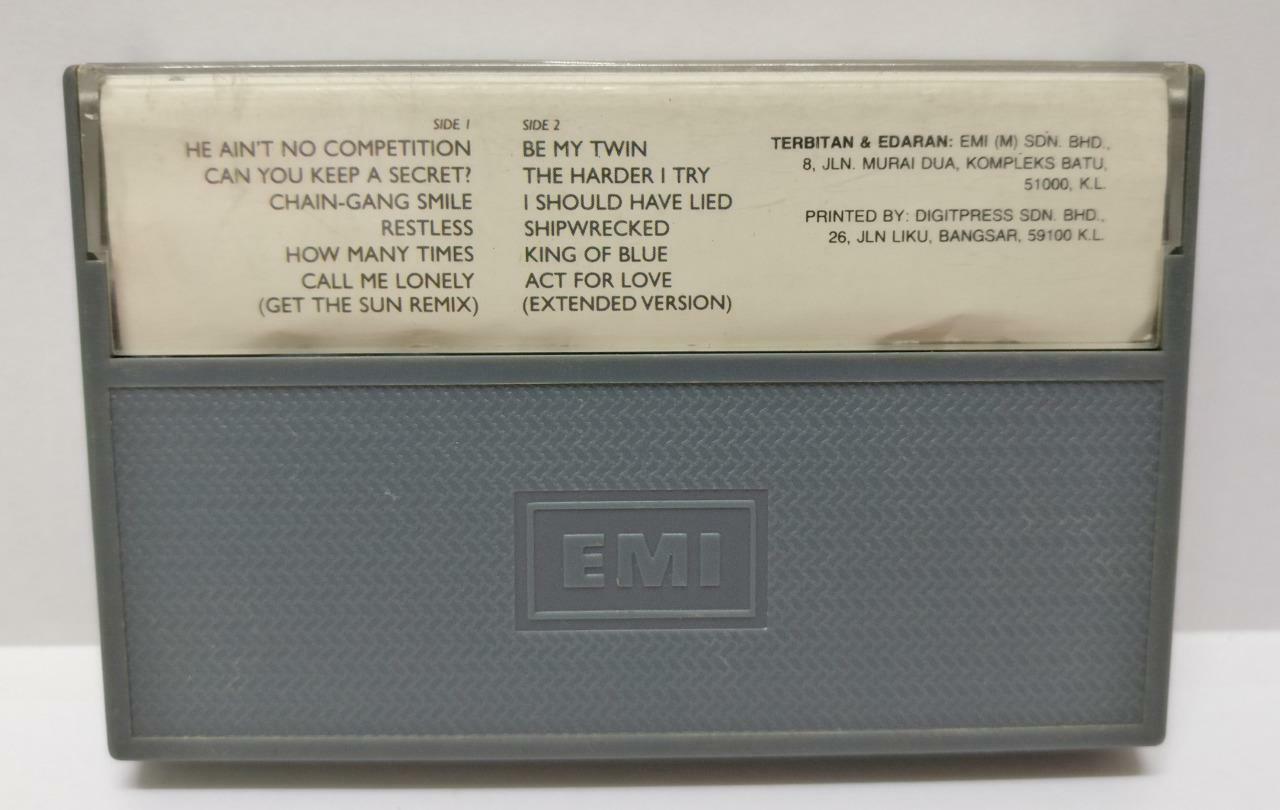 SIDE 1
HE AIN'T NO COMPETITION
CAN YOU KEEP A SECRET?
CHAIN-GANG SMILE
RESTLESS
HOW MANY TIMES
CALL ME LONELY
(GET THE SUN REMIX)
SIDE 2
BE MY TWIN
THE HARDER I TRY
I SHOULD HAVE LIED
SHIPWRECKED
KING OF BLUE
ACT FOR LOVE
(EXTENDED VERSION)
TERBITAN & EDARAN: EMI (M) SDN. BHD.,
8, JLN. MURAI DUA, KOMPLEKS BATU,
51000, K.L.
PRINTED BY: DIGITPRESS SDN. BHD.,
26, JLN LIKU, BANGSAR, 59100 K.L.
EMI